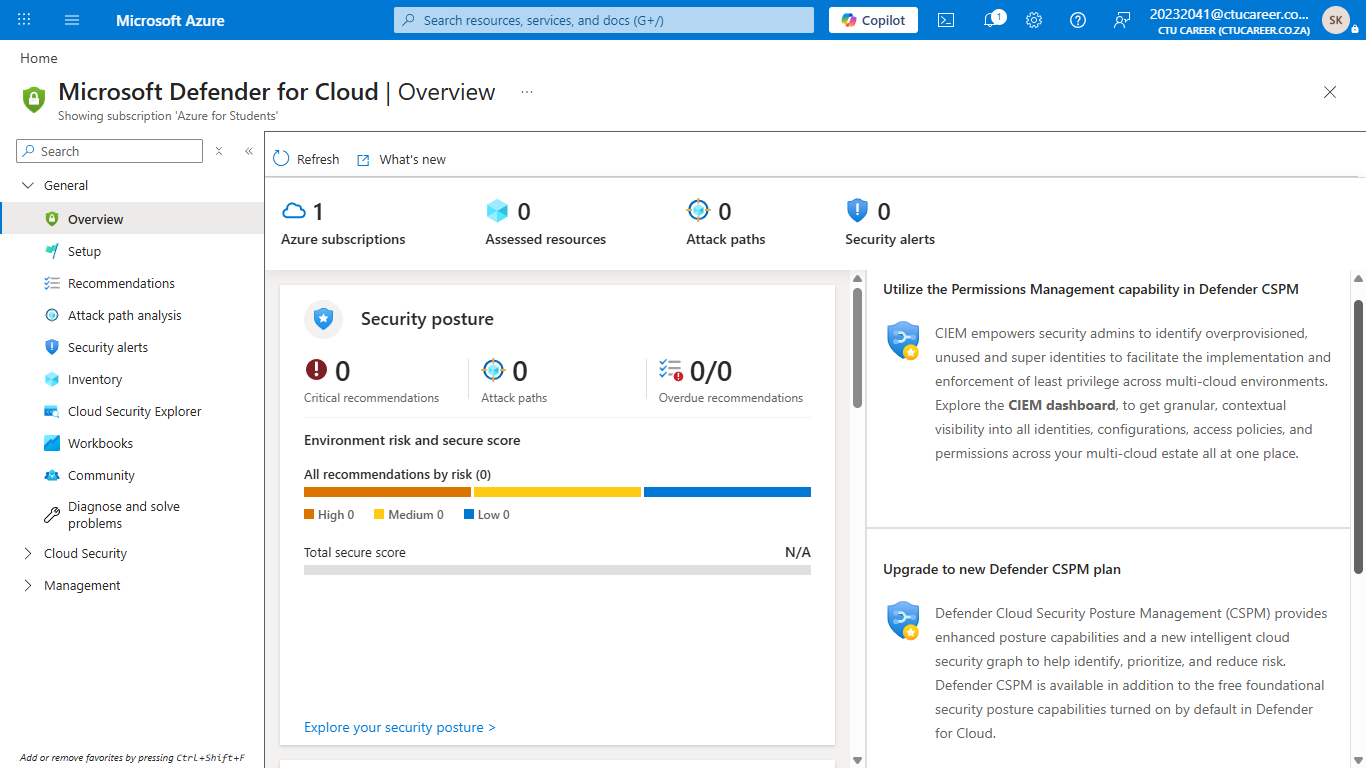 Microsoft Azure
Search resources, services, and docs (G+/)
Copilot
1
20232041@ctucareer.co...
CTU CAREER (CTUCAREER.CO.ZA)
SK
Home
Microsoft Defender for Cloud | Overview
...
Showing subscription 'Azure for Students'
Search
General
Overview
Setup
Recommendations
Attack path analysis
Security alerts
Inventory
Cloud Security Explorer
Workbooks
Community
Diagnose and solve
problems
Cloud Security
Management
Add or remove favorites by pressing Ctrl+Shift+F
Refresh
What's new
1
Azure subscriptions
0
Assessed resources
0
Attack paths
0
Security alerts
Security posture
0
Critical recommendations
0
Attack paths
0/0
Overdue recommendations
Environment risk and secure score
All recommendations by risk (0)
High 0
Medium 0
Low 0
Total secure score
N/A
Explore your security posture >
Utilize the Permissions Management capability in Defender CSPM
CIEM empowers security admins to identify overprovisioned,
unused and super identities to facilitate the implementation and
enforcement of least privilege across multi-cloud environments.
Explore the CIEM dashboard, to get granular, contextual
visibility into all identities, configurations, access policies, and
permissions across your multi-cloud estate all at one place.
Upgrade to new Defender CSPM plan
Defender Cloud Security Posture Management (CSPM) provides
enhanced posture capabilities and a new intelligent cloud
security graph to help identify, prioritize, and reduce risk.
Defender CSPM is available in addition to the free foundational
security posture capabilities turned on by default in Defender
for Cloud.